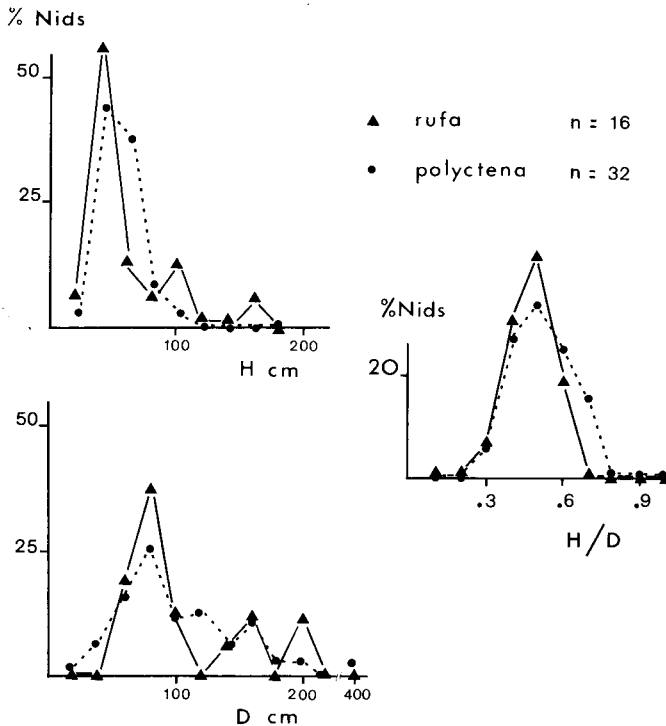 % Nids
50
25
100
200
H cm
rufa n = 16
polyctena n = 32
%Nids
20
.3 .6 .9
H/D
50
25
100 200 400
D cm